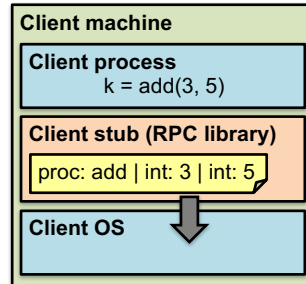 Client machine
Client process
k = add(3, 5)
Client stub (RPC library)
proc: add | int: 3 | int: 5
Client OS